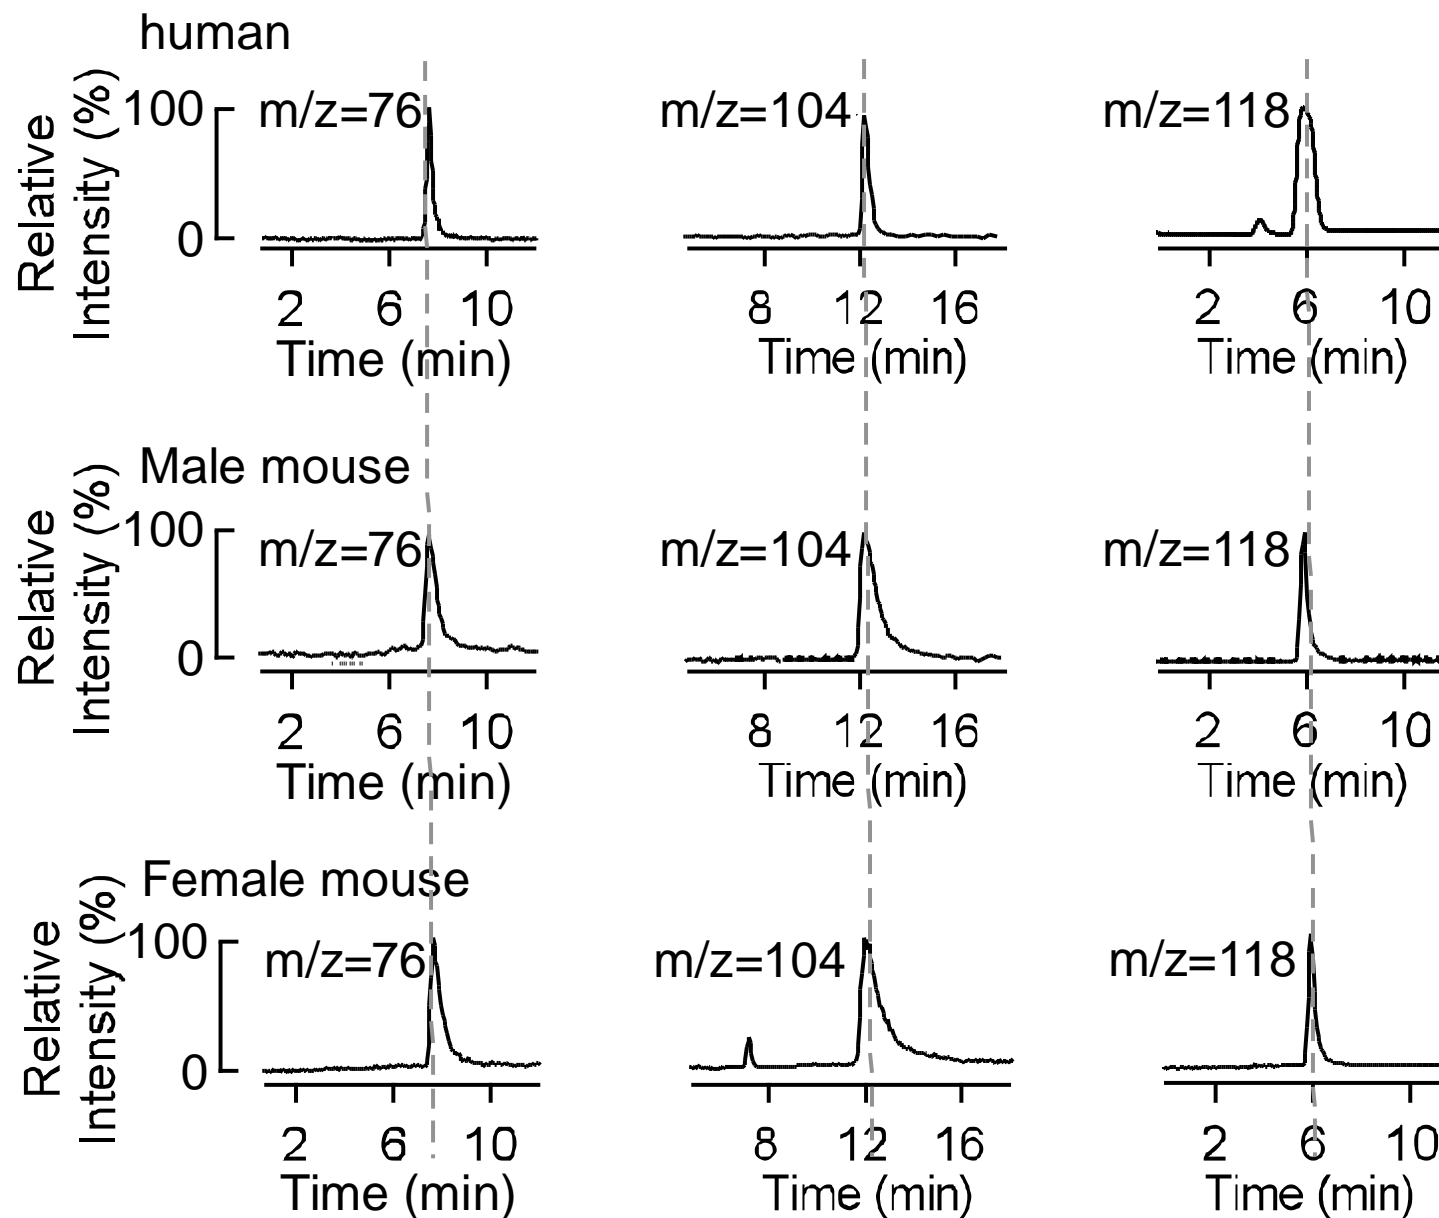 human
Relative
Intensity (%)
100
0
m/z=76
m/z=104
m/z=118
2 6 10
8 12 16
2 6 10
Time (min)
Time (min)
Time (min)
Male mouse
Relative
Intensity (%)
100
0
m/z=76
m/z=104
m/z=118
2 6 10
8 12 16
2 6 10
Time (min)
Time (min)
Time (min)
Female mouse
Relative
Intensity (%)
100
0
m/z=76
m/z=104
m/z=118
2 6 10
8 12 16
2 6 10
Time (min)
Time (min)
Time (min)